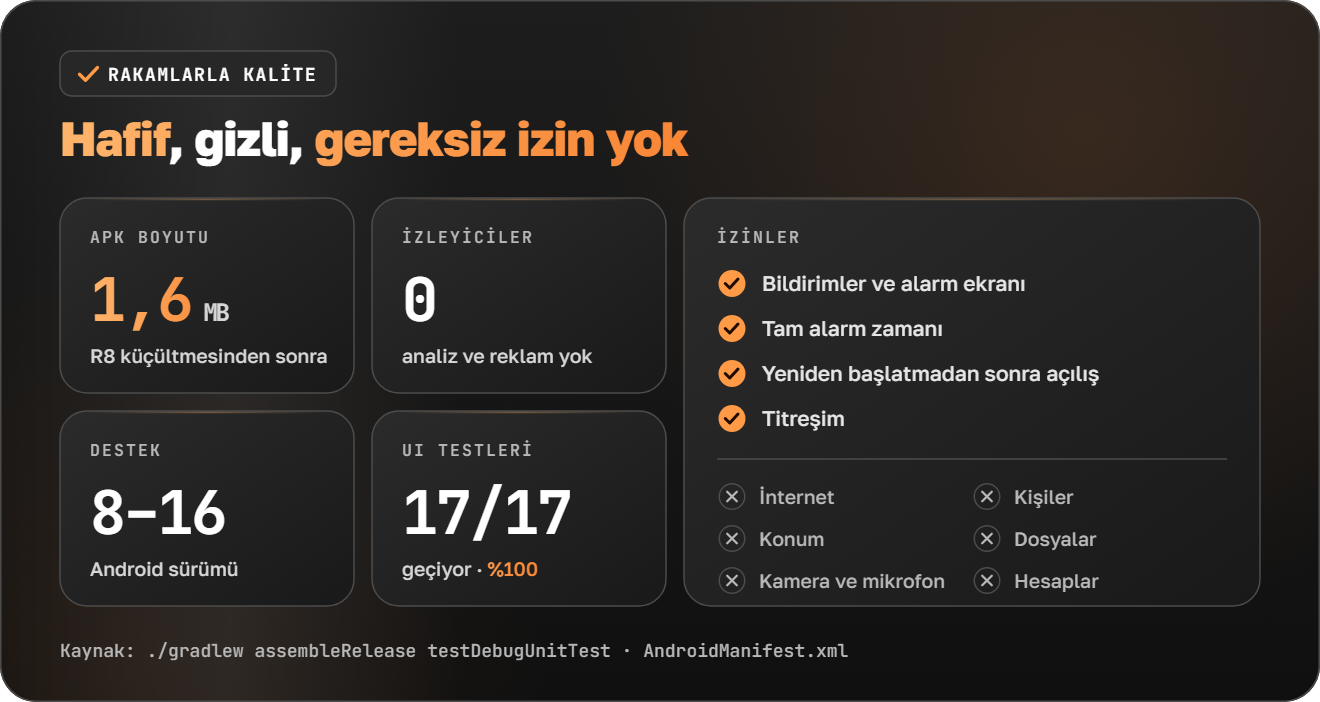 RAKAMLARLA KALİTE
Hafif, gizli, gereksiz izin yok
APK BOYUTU
1,6 MB
R8 küçültmesinden sonra
İZLEYİCİLER
0
analiz ve reklam yok
DESTEK
8–16
Android sürümü
UI TESTLERİ
17/17
geçiyor · %100
İZİNLER
Bildirimler ve alarm ekranı
Tam alarm zamanı
Yeniden başlatmadan sonra açılış
Titreşim
İnternet
Kişiler
Konum
Dosyalar
Kamera ve mikrofon
Hesaplar
Kaynak: ./gradlew assembleRelease testDebugUnitTest · AndroidManifest.xml